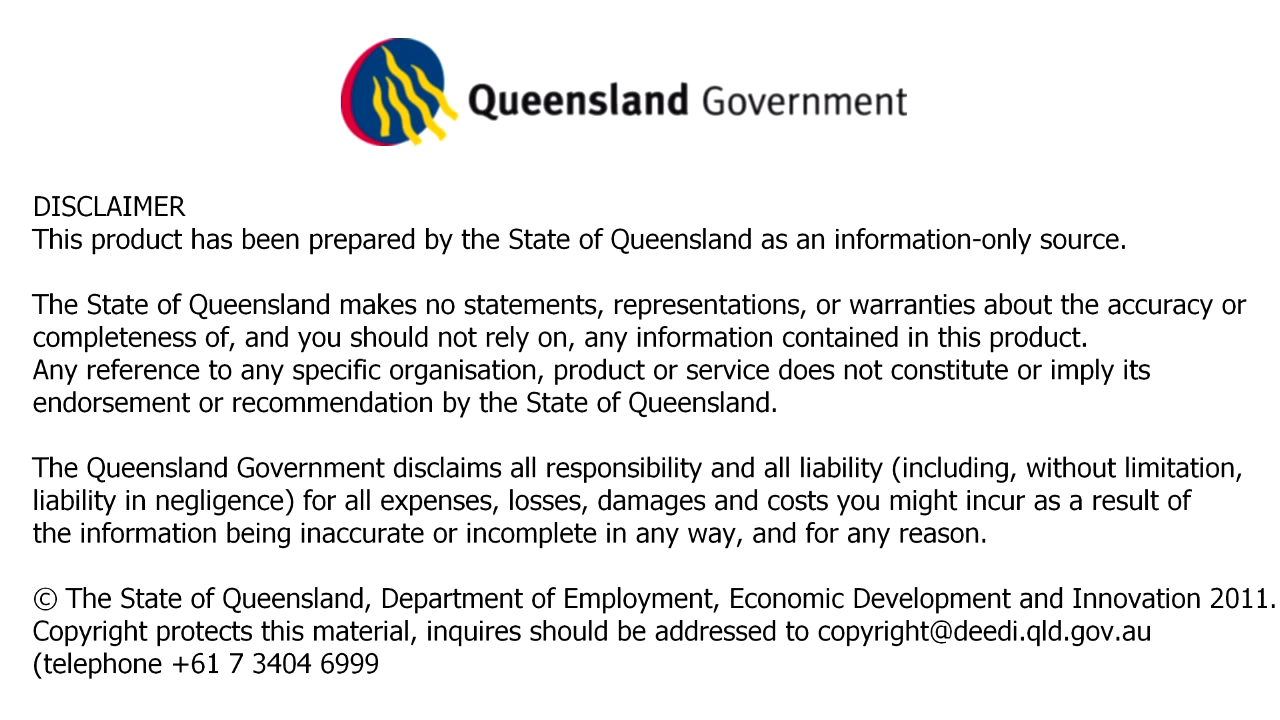 Queensland Government
DISCLAIMER
This product has been prepared by the State of Queensland as an information-only source.
The State of Queensland makes no statements, representations, or warranties about the accuracy or
completeness of, and you should not rely on, any information contained in this product.
Any reference to any specific organisation, product or service does not constitute or imply its
endorsement or recommendation by the State of Queensland.
The Queensland Government disclaims all responsibility and all liability (including, without limitation,
liability in negligence) for all expenses, losses, damages and costs you might incur as a result of
the information being inaccurate or incomplete in any way, and for any reason.
© The State of Queensland, Department of Employment, Economic Development and Innovation 2011.
Copyright protects this material, inquires should be addressed to copyright@deedi.qld.gov.au
(telephone +61 7 3404 6999